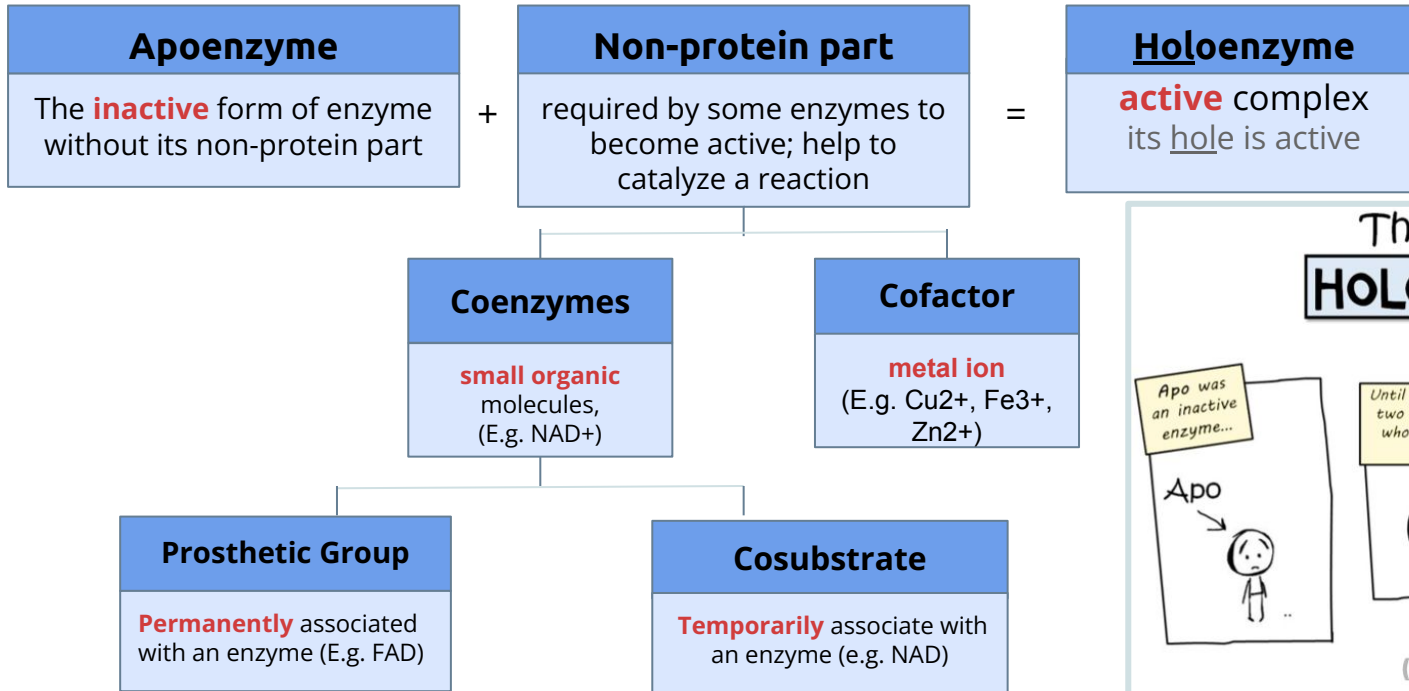 Apoenzyme
The inactive form of enzyme
without its non-protein part
+
Non-protein part
required by some enzymes to
become active; help to
catalyze a reaction
=
Holoenzyme
active complex
its hole is active
Coenzymes
small organic
molecules,
(E.g. NAD+)
Cofactor
metal ion
(E.g. Cu2+, Fe3+,
Zn2+)
Prosthetic Group
Permanently associated
with an enzyme (E.g. FAD)
Cosubstrate
Temporarily associate with
an enzyme (e.g. NAD)
Apo was
an inactive
enzyme...
Apo
Until
two